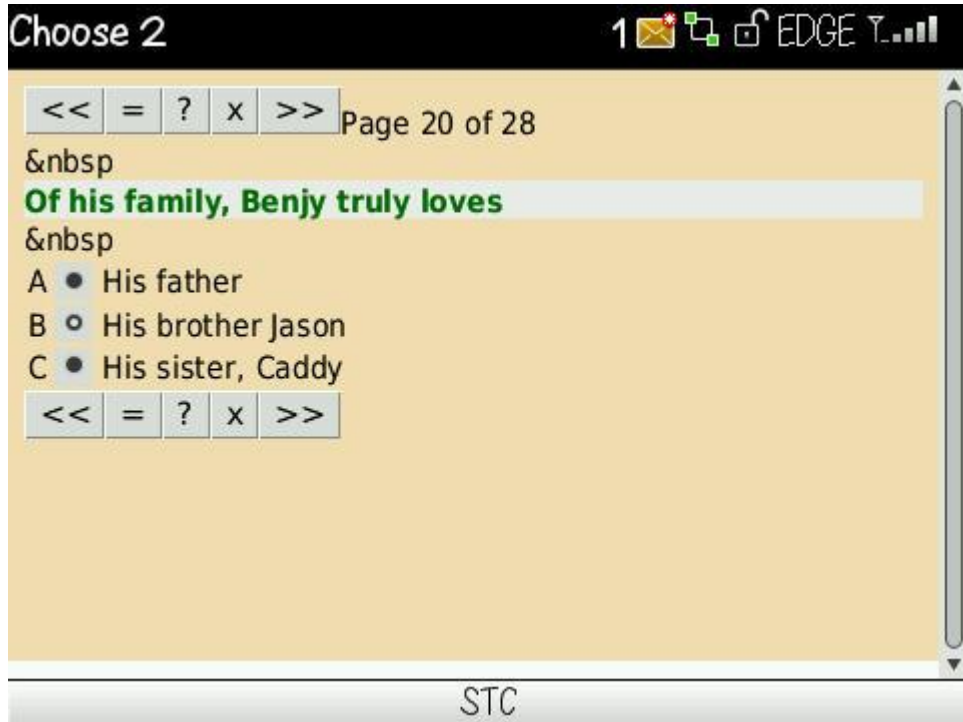 Choose 2 1 EDGE
<< = ? x >> Page 20 of 28
&nbsp
Of his family, Benjy truly loves
&nbsp
A His father
B His brother Jason
C His sister, Caddy
<< = ? x >>
STC